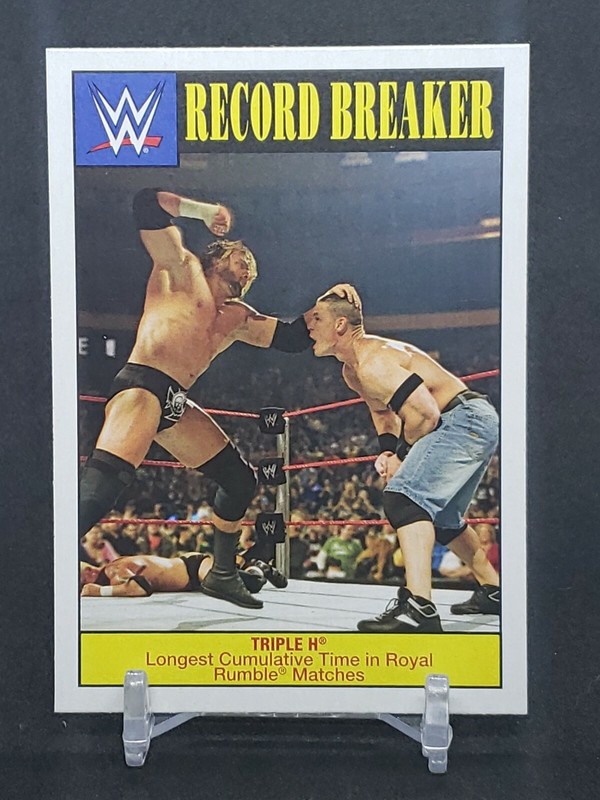 W ®
RECORD BREAKER
E
W
W
W
TRIPLE H®
Longest Cumulative Time in Royal
Rumble® Matches